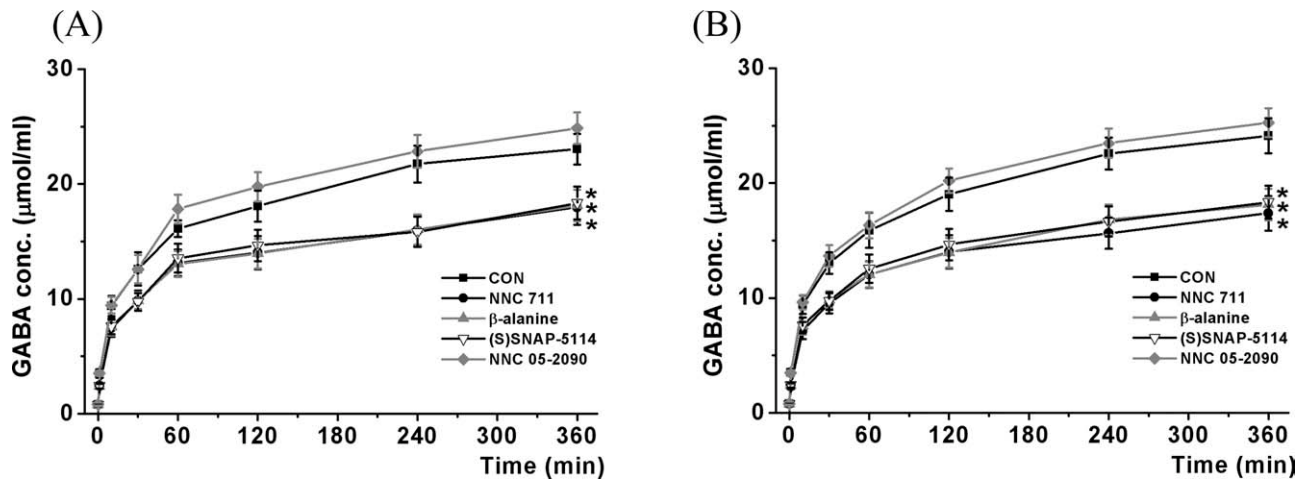 (A)
GABA conc. (μmol/ml)
30
20
10
0
0 60 120 240 300 360
Time (min)
CON
NNC 711
β-alanine
(S)SNAP-5114
NNC 05-2090
*
*
*
(B)
GABA conc. (μmol/ml)
30
20
10
0
0 60 120 240 300 360
Time (min)
CON
NNC 711
β-alanine
(S)SNAP-5114
NNC 05-2090
*
*
*